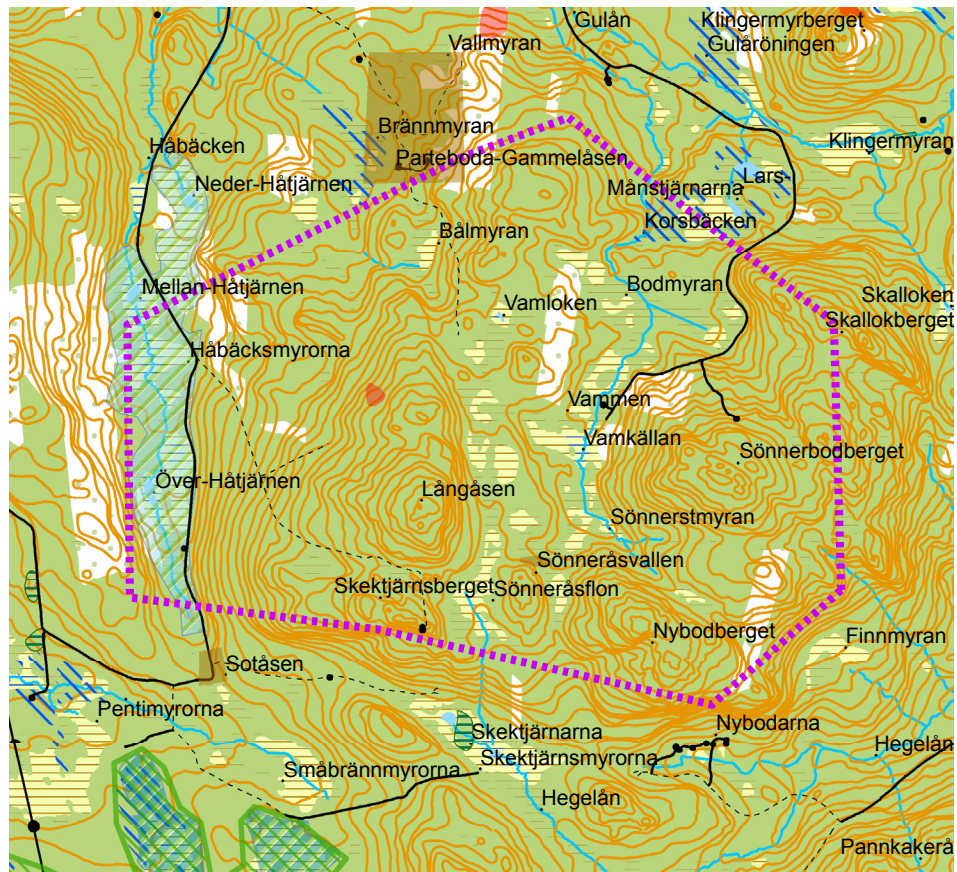 Gulån
Klingermyrberget
Gulåröningen
Vallmyran
Brännmyran
Klingermyran
Håbäcken
Parteboda-Gammelåsen
Lars-
Neder-Håtjärnen
Månstjärnarna
Korsbäcken
Bålmyran
Mellan-Håtjärnen
Bodmyran
Skalloken
Vamloken
Skallokberget
Håbäcksmyrorna
Vammen
Vamkällan
Sönnerbodberget
Över-Håtjärnen
Långåsen
Sönnerstmyran
Sönneråsvallen
Skektjärnsberget
Sönneråsflon
Nybodberget
Finnmyran
Sotåsen
Pentimyrorna
Skektjärnarna
Nybodarna
Hegelån
Skektjärnsmyrorna
Småbrännmyrorna
Hegelån
Pannkakerå